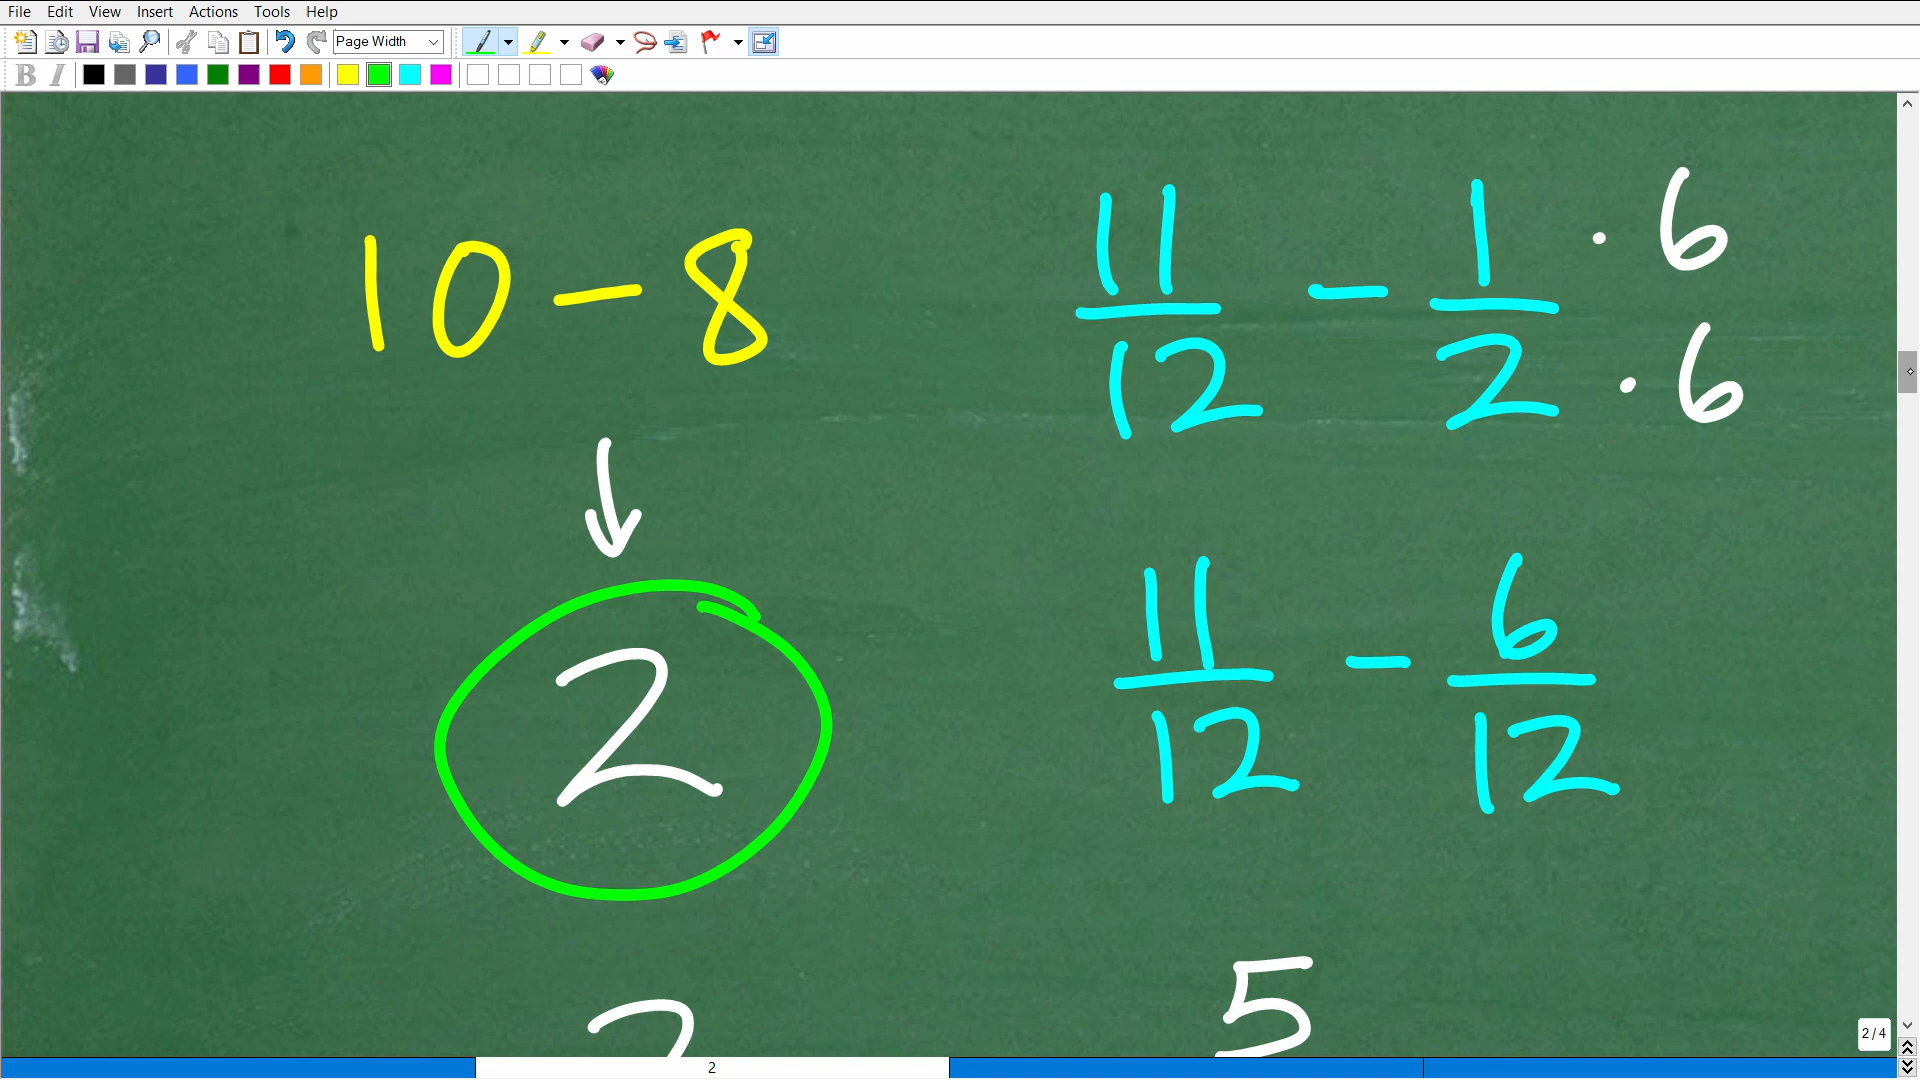 File Edit View Insert Actions Tools Help
Page Width
B I
10 - 8
2
11/12 - 1/2 · 6 · 6
11/12 - 6/12
5
2 / 4
2